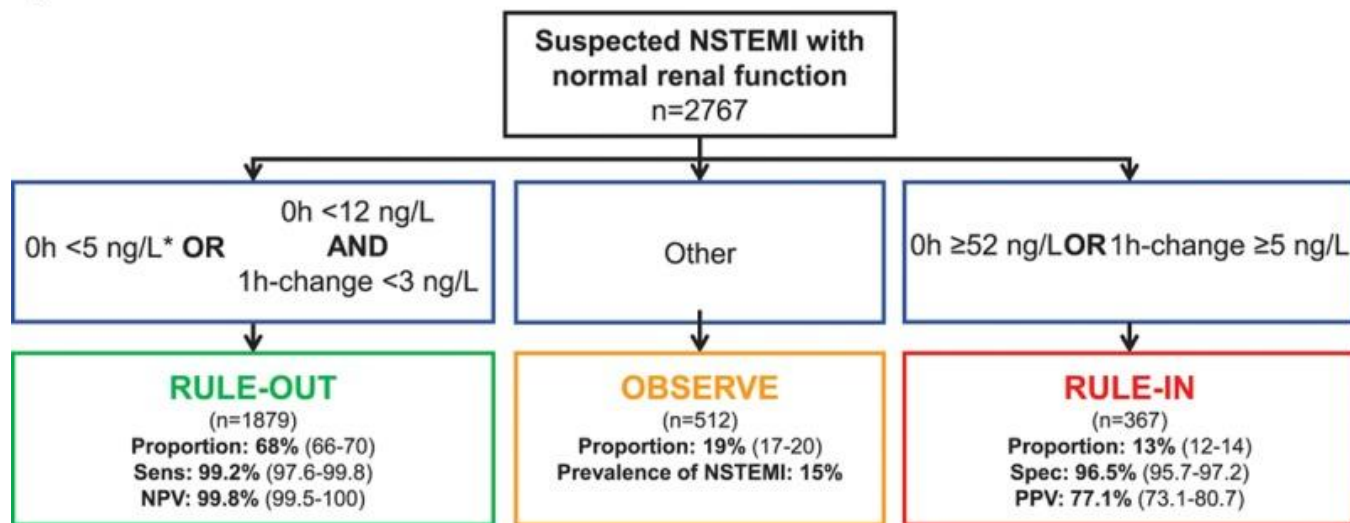 Suspected NSTEMI with
normal renal function
n=2767
0h <5 ng/L* OR
0h <12 ng/L
AND
1h-change <3 ng/L
Other
0h ≥52 ng/L OR 1h-change ≥5 ng/L
RULE-OUT
(n=1879)
Proportion: 68% (66-70)
Sens: 99.2% (97.6-99.8)
NPV: 99.8% (99.5-100)
OBSERVE
(n=512)
Proportion: 19% (17-20)
Prevalence of NSTEMI: 15%
RULE-IN
(n=367)
Proportion: 13% (12-14)
Spec: 96.5% (95.7-97.2)
PPV: 77.1% (73.1-80.7)